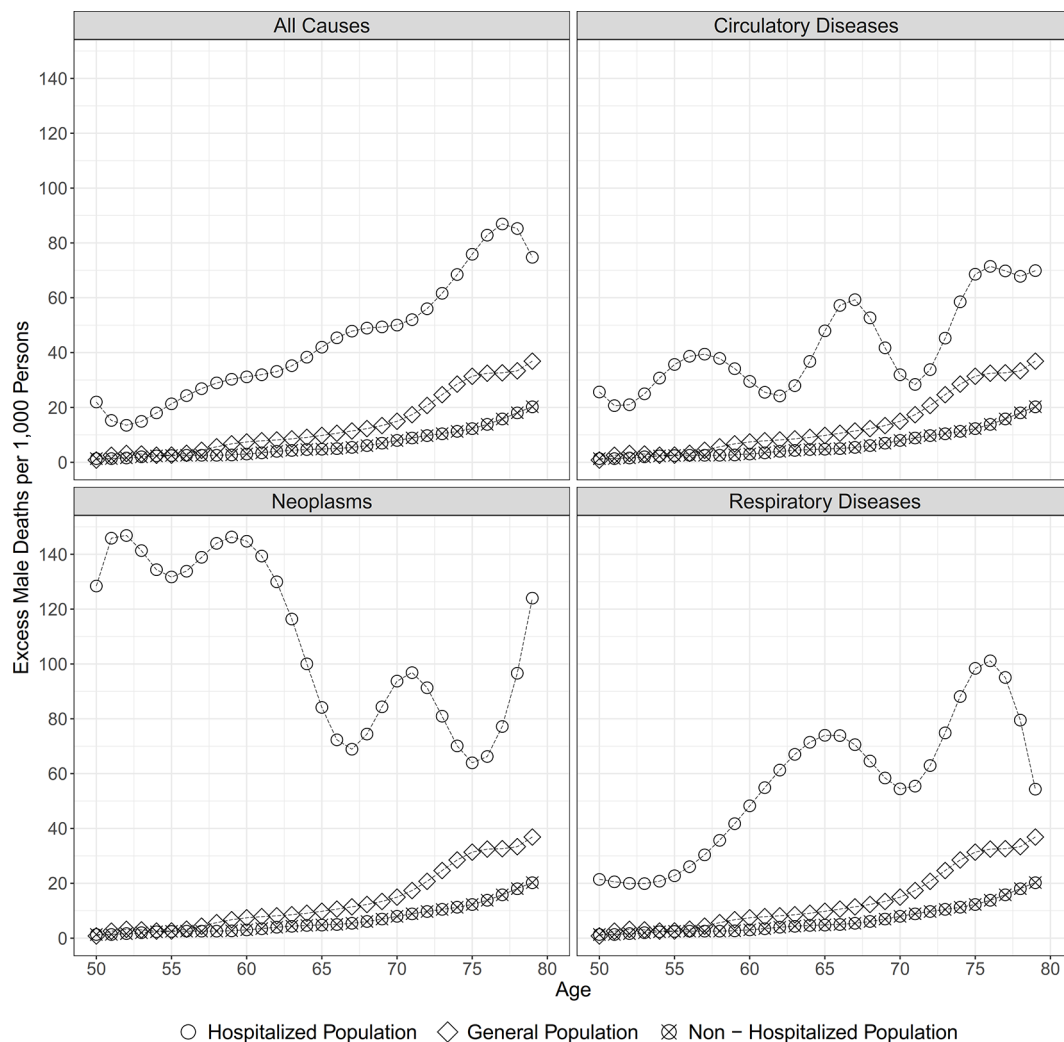 All Causes
Circulatory Diseases
140
120
100
80
60
40
20
0
Neoplasms
Respiratory Diseases
140
120
100
80
60
40
20
0
Excess Male Deaths per 1,000 Persons
50 55 60 65 70 75 80
50 55 60 65 70 75 80
Age
Hospitalized Population General Population Non − Hospitalized Population